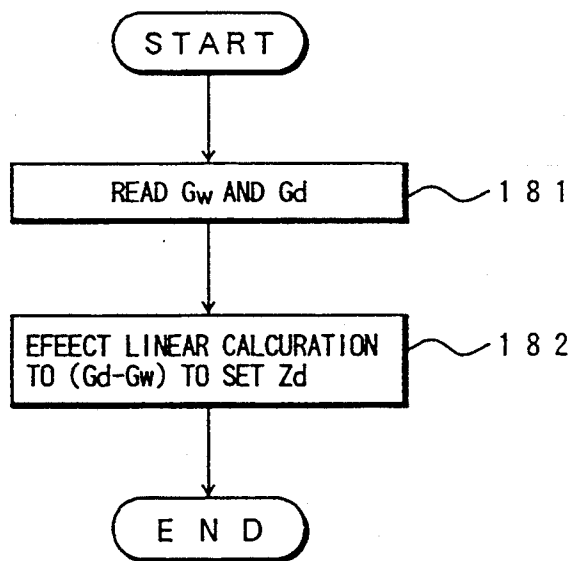 START
READ Gw AND Gd
181
EFEECT LINEAR CALCURATION
TO (Gd-Gw) TO SET Zd
182
END